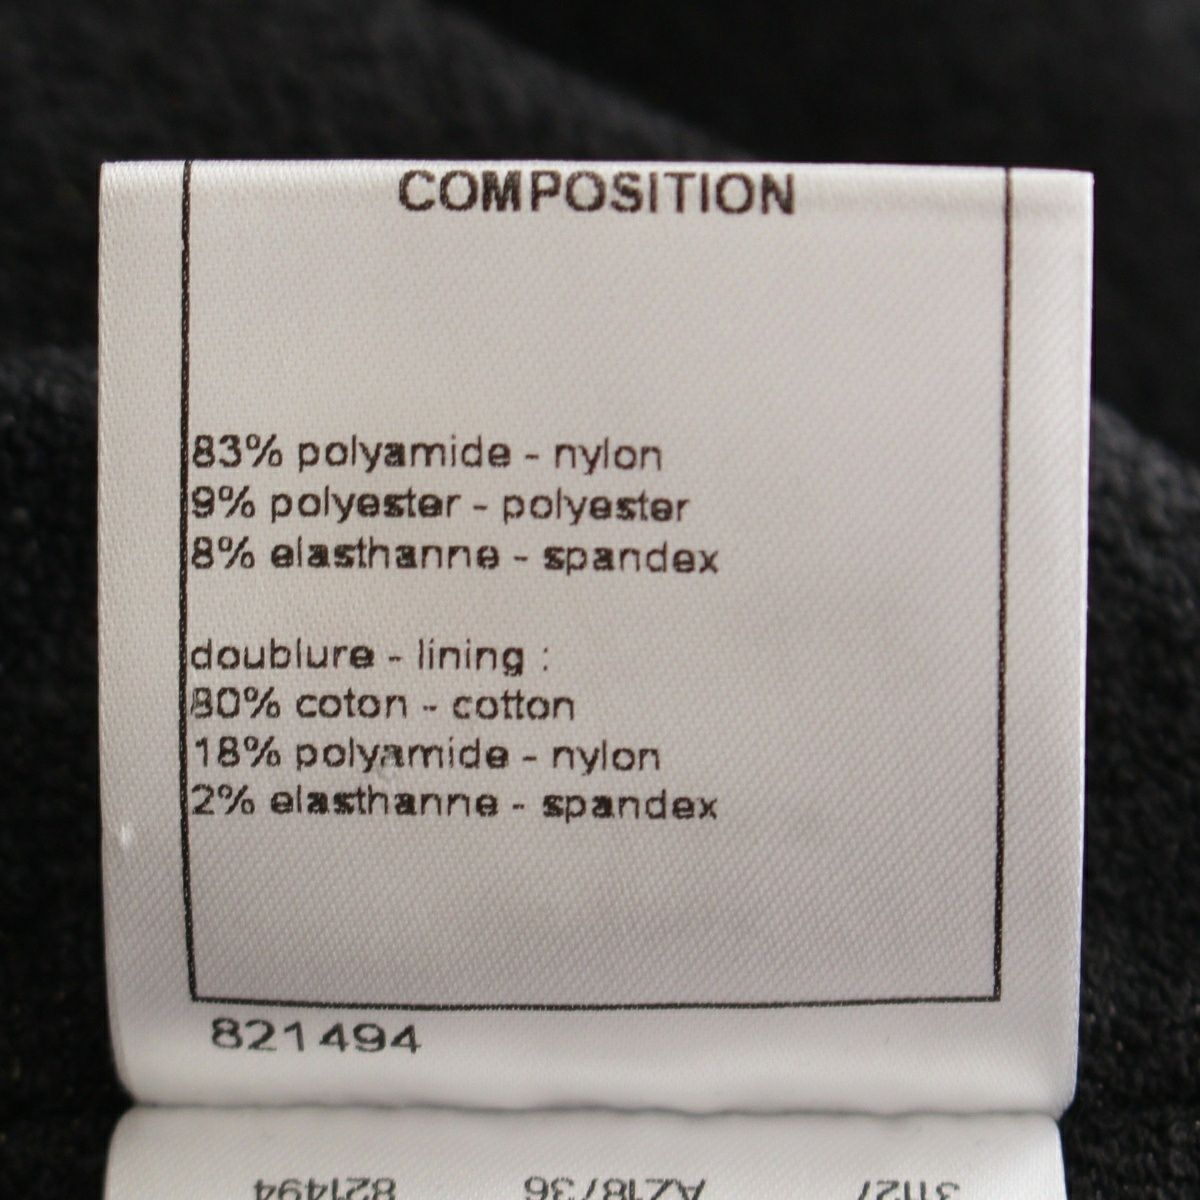 COMPOSITION
83% polyamide - nylon
9% polyester - polyester
8% elasthanne - spandex
doublure - lining :
80% coton - cotton
18% polyamide - nylon
2% elasthanne - spandex
821494
821494